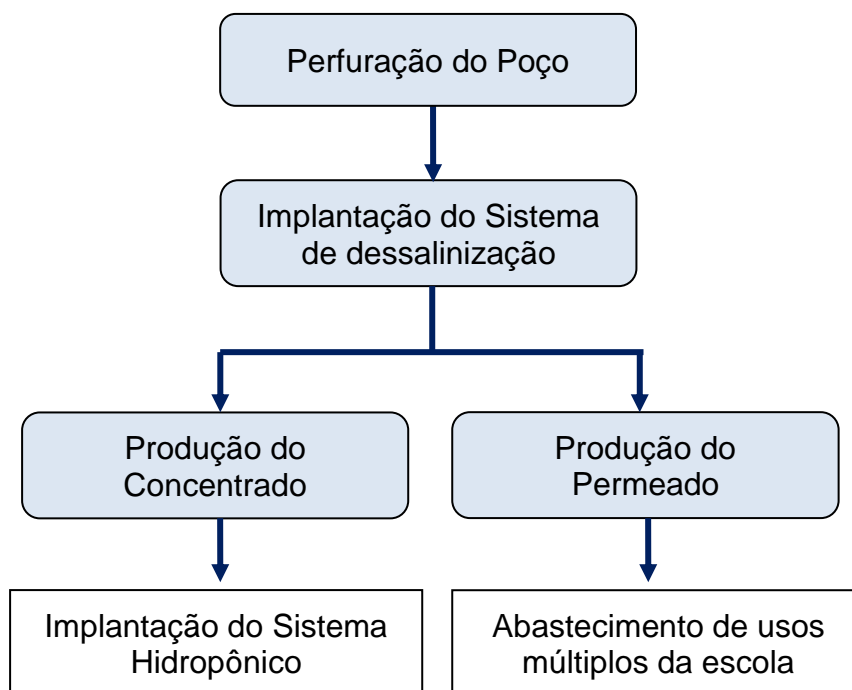 Perfuração do Poço
Implantação do Sistema
de dessalinização
Produção do
Concentrado
Produção do
Permeado
Implantação do Sistema
Hidropônico
Abastecimento de usos
múltiplos da escola